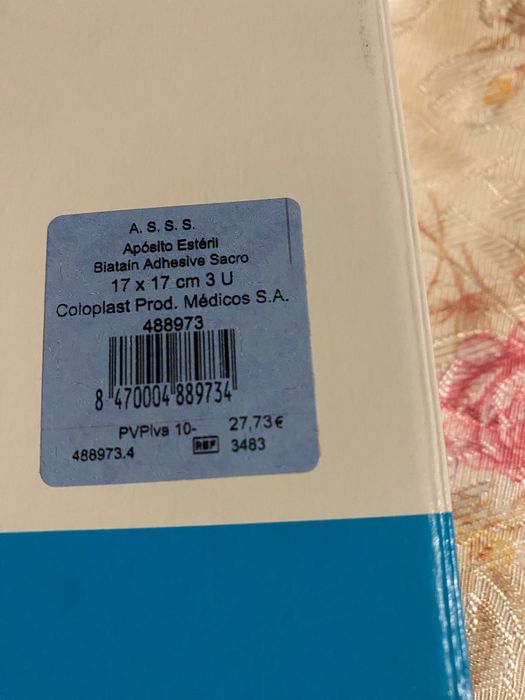 A. S. S. S.
Apósito Estéril
Biatain Adhesive Sacro
17 x 17 cm 3 U
Coloplast Prod. Médicos S.A.
488973
8 470004 889734
PVPiva 10- 27,73€
488973.4 REF 3483